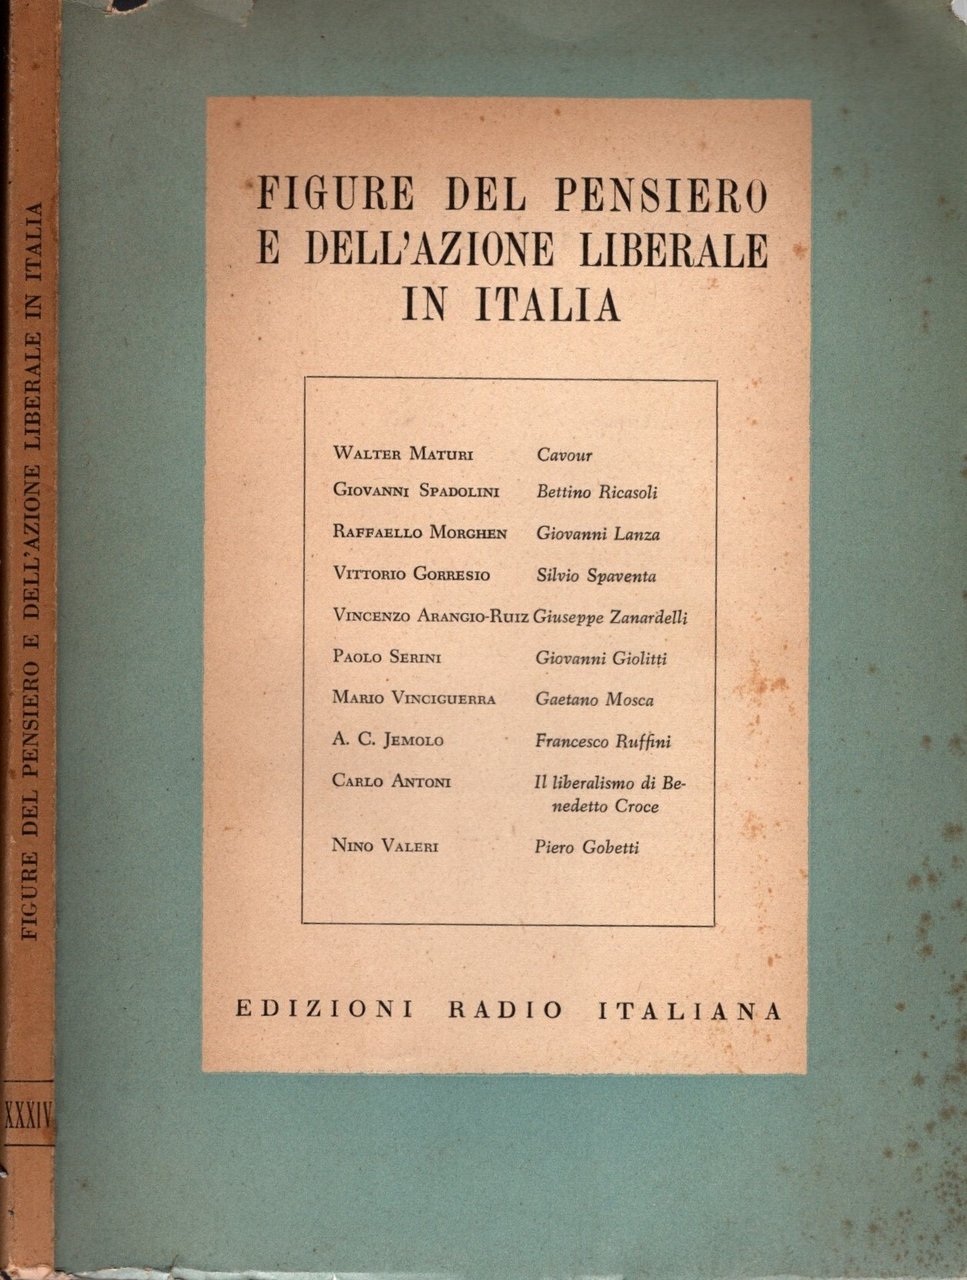 FIGURE DEL PENSIERO E DELL'AZIONE LIBERALE IN ITALIA
XXXIV
FIGURE DEL PENSIERO
E DELL'AZIONE LIBERALE
IN ITALIA
WALTER MATURI Cavour
GIOVANNI SPADOLINI Bettino Ricasoli
RAFFAELLO MORGHEN Giovanni Lanza
VITTORIO GORRESIO Silvio Spaventa
VINCENZO ARANGIO-RUIZ Giuseppe Zanardelli
PAOLO SERINI Giovanni Giolitti
MARIO VINCIGUERRA Gaetano Mosca
A. C. JEMOLO Francesco Ruffini
CARLO ANTONI Il liberalismo di Be-
nedetto Croce
NINO VALERI Piero Gobetti
EDIZIONI RADIO ITALIANA